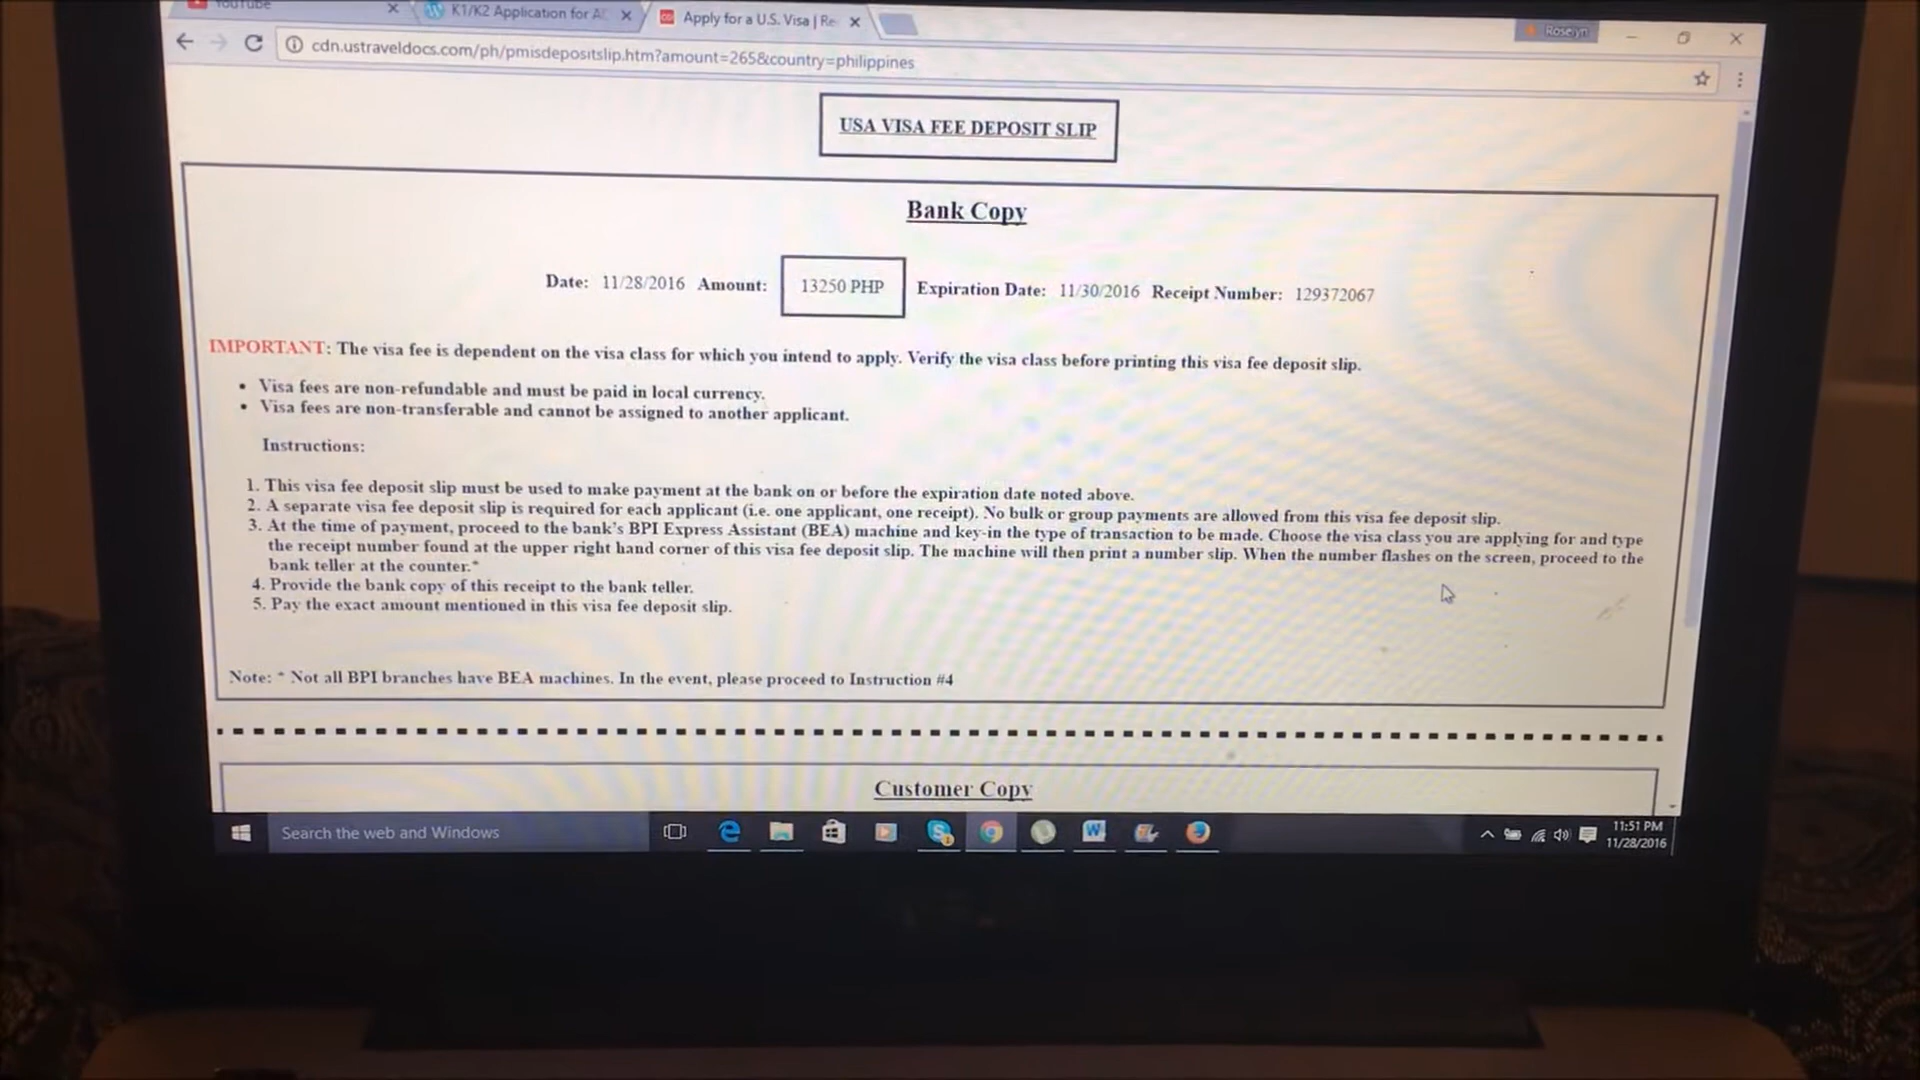 YouTube
K1/K2 Application for A
Apply for a U.S. Visa | Re
Roselyn
cdn.ustraveldocs.com/ph/pmisdepositslip.htm?amount=265&country=philippines
USA VISA FEE DEPOSIT SLIP
Bank Copy
Date: 11/28/2016 Amount: 13250 PHP Expiration Date: 11/30/2016 Receipt Number: 129372067
IMPORTANT: The visa fee is dependent on the visa class for which you intend to apply. Verify the visa class before printing this visa fee deposit slip.
• Visa fees are non-refundable and must be paid in local currency.
• Visa fees are non-transferable and cannot be assigned to another applicant.
Instructions:
1. This visa fee deposit slip must be used to make payment at the bank on or before the expiration date noted above.
2. A separate visa fee deposit slip is required for each applicant (i.e. one applicant, one receipt). No bulk or group payments are allowed from this visa fee deposit slip.
3. At the time of payment, proceed to the bank's BPI Express Assistant (BEA) machine and key-in the type of transaction to be made. Choose the visa class you are applying for and type
the receipt number found at the upper right hand corner of this visa fee deposit slip. The machine will then print a number slip. When the number flashes on the screen, proceed to the
bank teller at the counter.*
4. Provide the bank copy of this receipt to the bank teller.
5. Pay the exact amount mentioned in this visa fee deposit slip.
Note: * Not all BPI branches have BEA machines. In the event, please proceed to Instruction #4
Customer Copy
Search the web and Windows
11:51 PM
11/28/2016